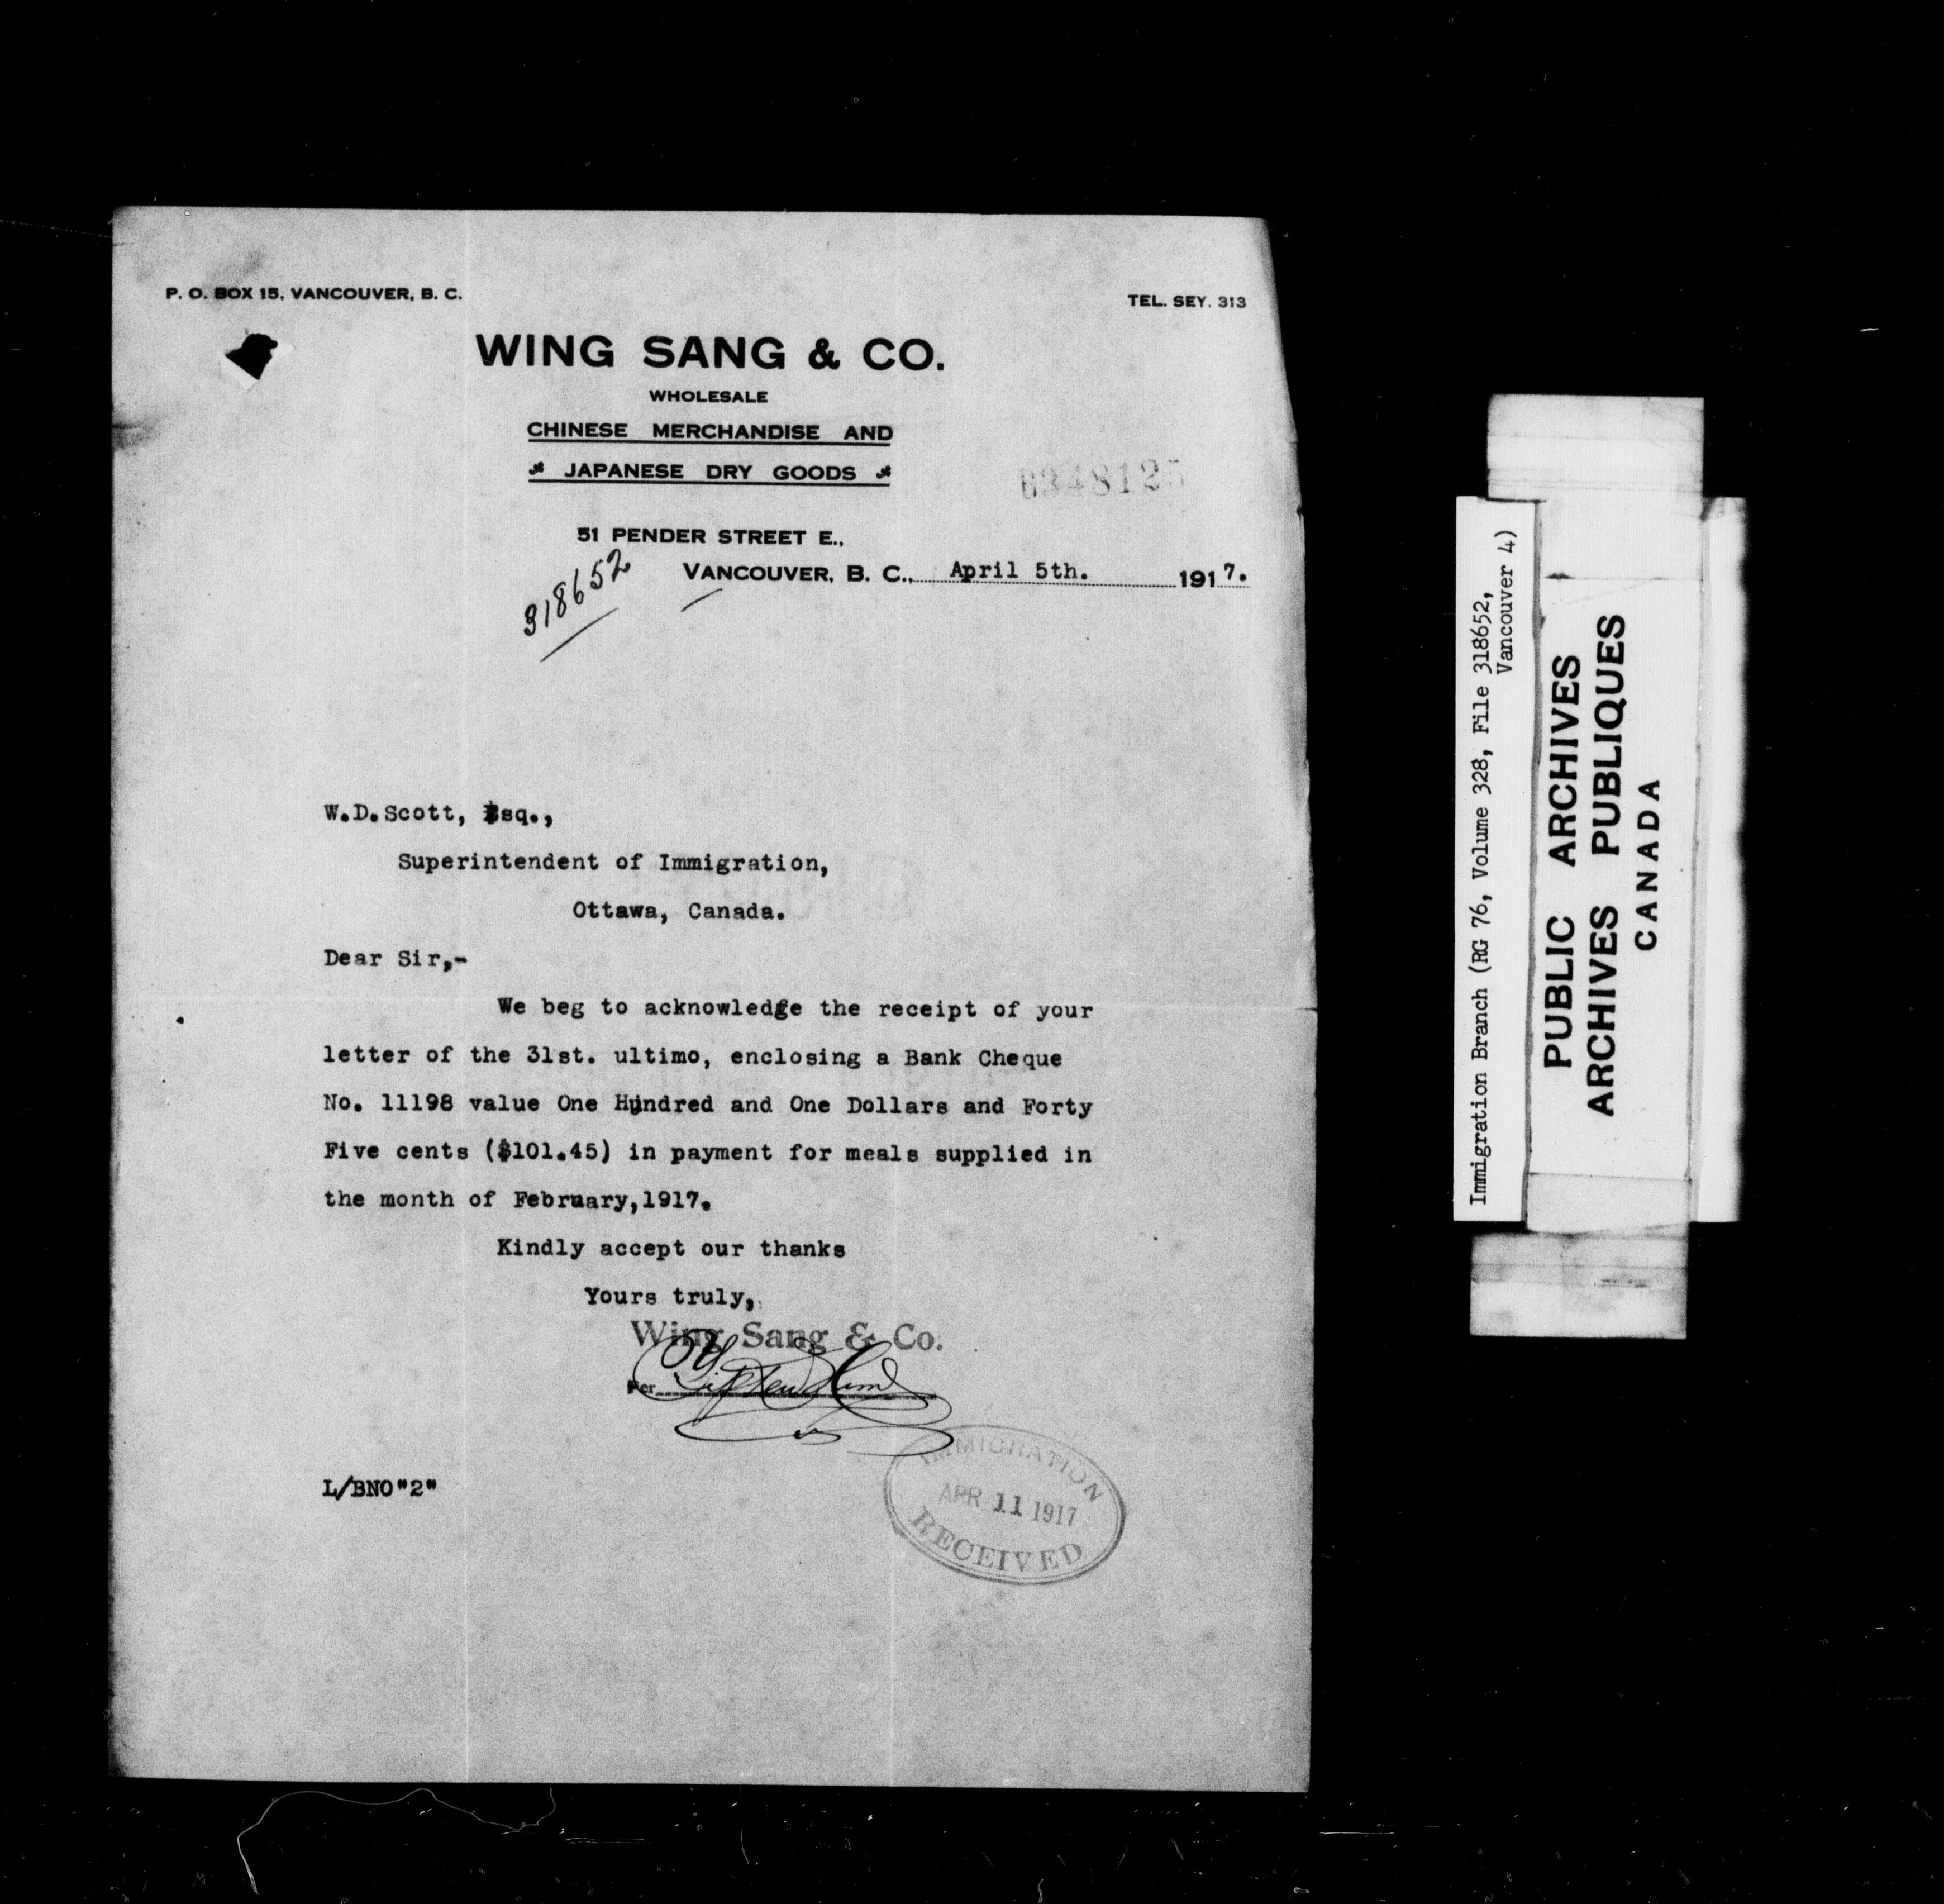 P. O. BOX 15, VANCOUVER, B. C.
TEL. SEY. 313
WING SANG & CO.
WHOLESALE
CHINESE MERCHANDISE AND
JAPANESE DRY GOODS
348125
51 PENDER STREET E.,
318652
VANCOUVER, B. C., April 5th. 1917.
W.D.Scott, Esq.,
Superintendent of Immigration,
Ottawa, Canada.
Dear Sir,-
We beg to acknowledge the receipt of your
letter of the 31st. ultimo, enclosing a Bank Cheque
No. 11198 value One Hundred and One Dollars and Forty
Five cents ($101.45) in payment for meals supplied in
the month of February,1917.
Kindly accept our thanks
Yours truly,
Wing Sang & Co.
Per
L/BNO"2"
IMMIGRATION
APR 11 1917
RECEIVED
Immigration Branch (RG 76, Volume 328, File 318652,
Vancouver 4)
PUBLIC ARCHIVES
ARCHIVES PUBLIQUES
CANADA